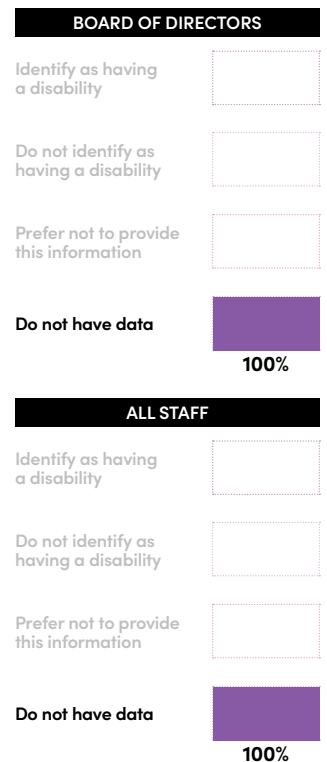 BOARD OF DIRECTORS
Identify as having
a disability
Do not identify as
having a disability
Prefer not to provide
this information
Do not have data
100%
ALL STAFF
Identify as having
a disability
Do not identify as
having a disability
Prefer not to provide
this information
Do not have data
100%